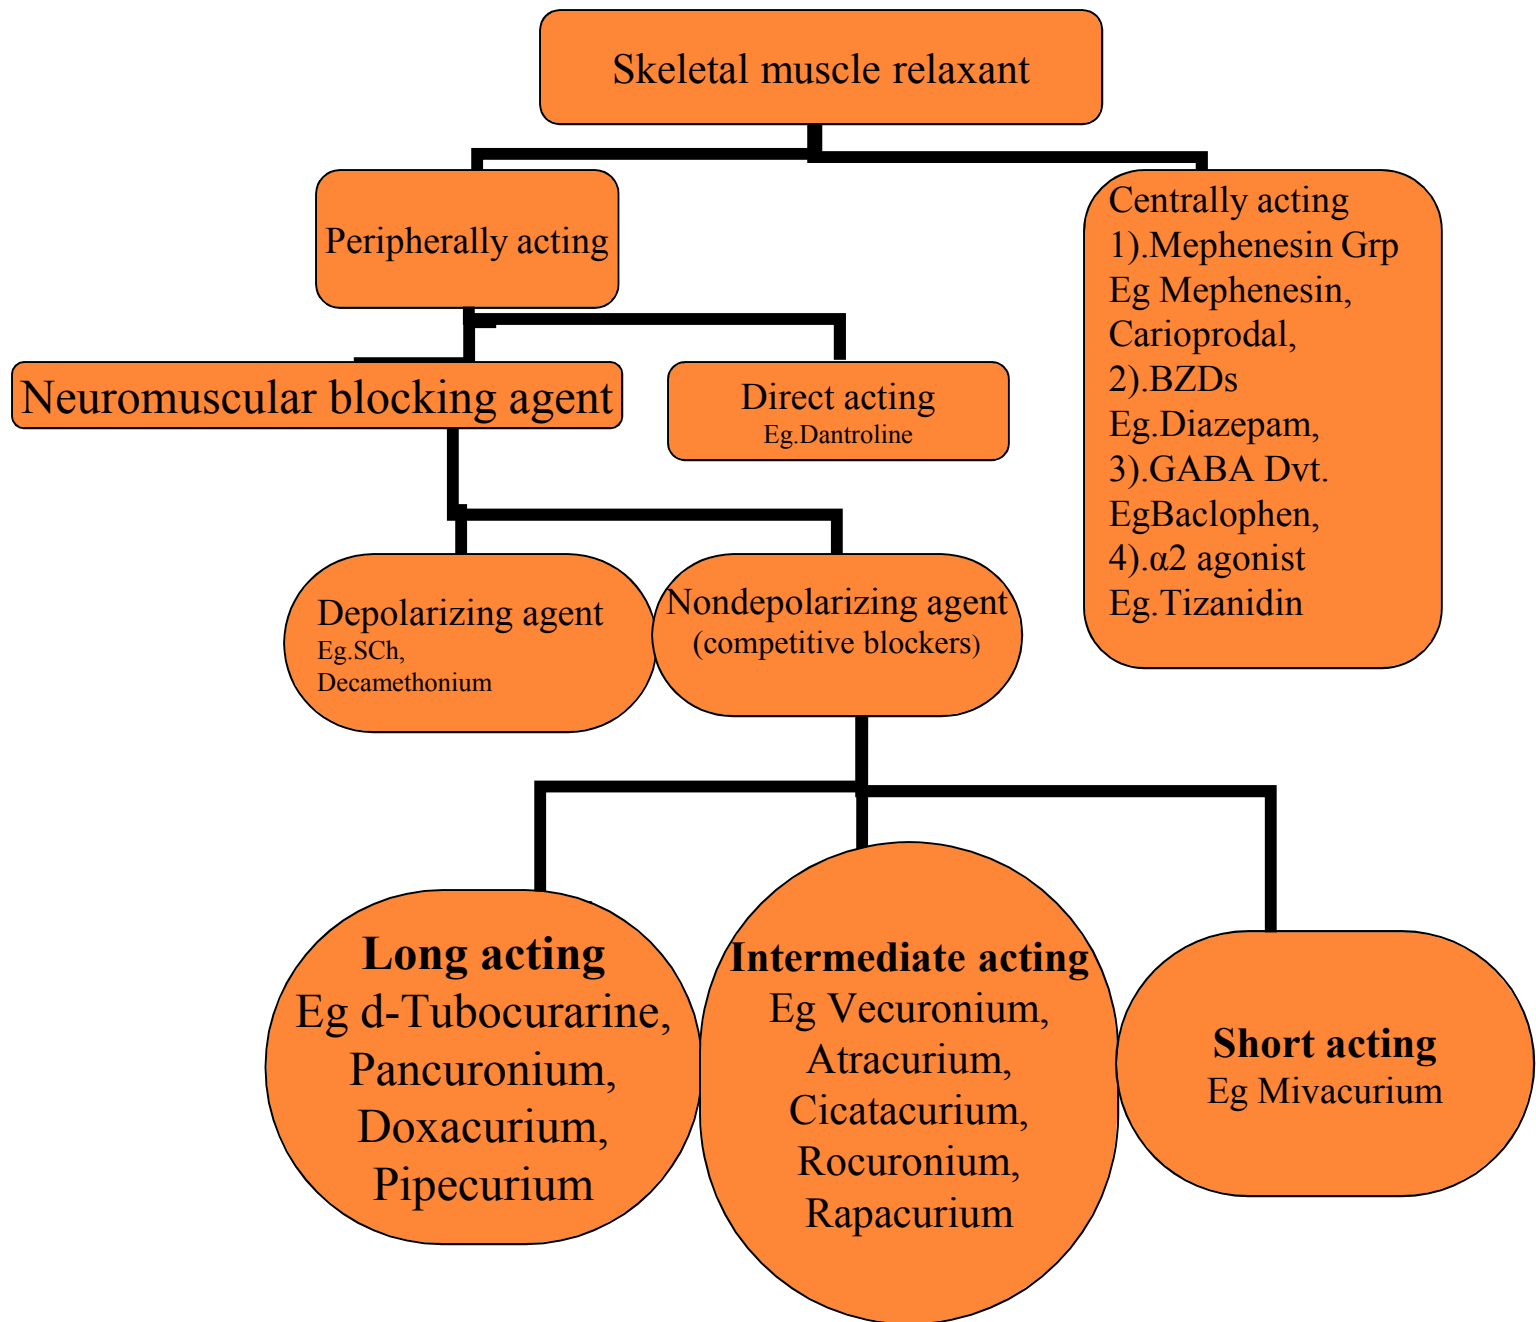 Skeletal muscle relaxant
Peripherally acting
Centrally acting
1).Mephenesin Grp
Eg Mephenesin,
Carioprodal,
2).BZDs
Eg.Diazepam,
3).GABA Dvt.
EgBaclophen,
4).α2 agonist
Eg.Tizanidin
Neuromuscular blocking agent
Direct acting
Eg.Dantroline
Depolarizing agent
Eg.SCh,
Decamethonium
Nondepolarizing agent
(competitive blockers)
Long acting
Eg d-Tubocurarine,
Pancuronium,
Doxacurium,
Pipecurium
Intermediate acting
Eg Vecuronium,
Atracurium,
Cicatacurium,
Rocuronium,
Rapacurium
Short acting
Eg Mivacurium